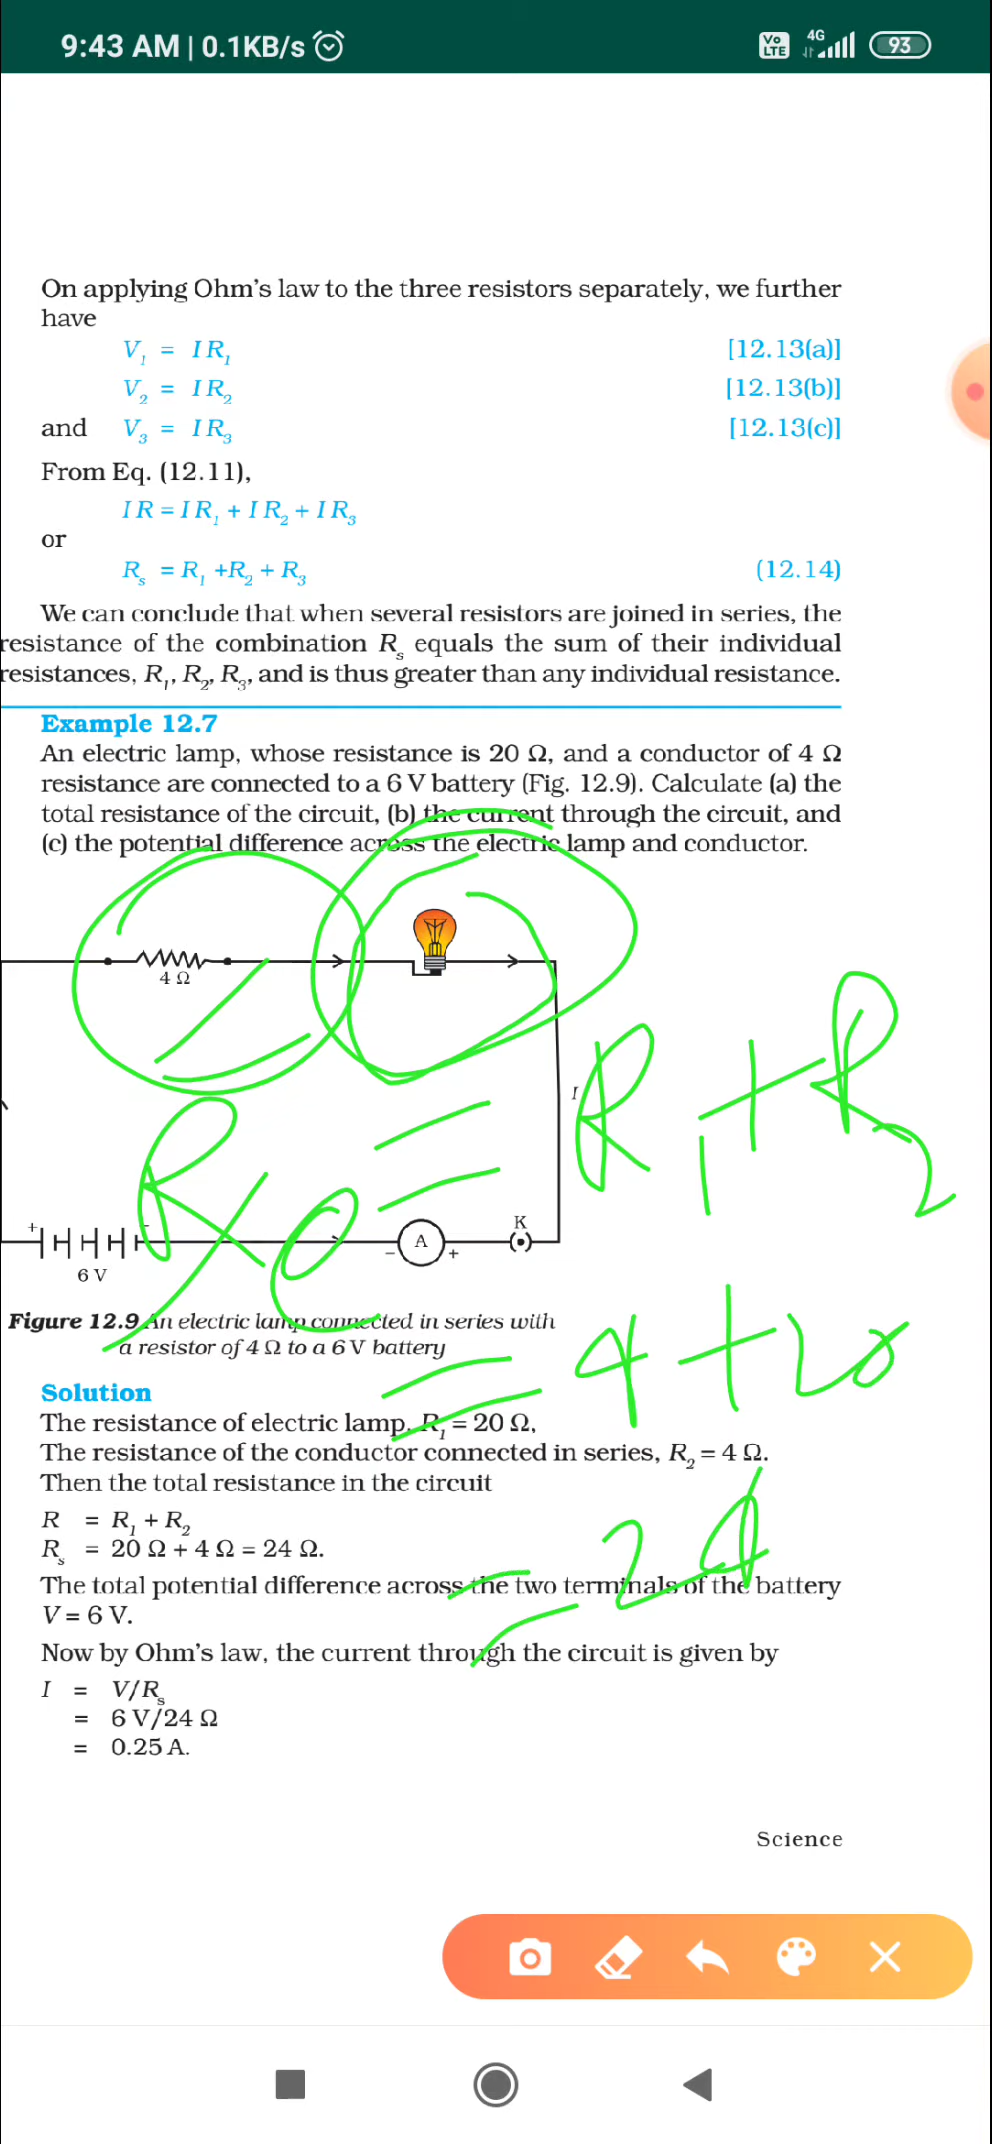 9:43 AM | 0.1KB/s
Vo LTE 4G 93
On applying Ohm's law to the three resistors separately, we further
have
V₁ = I R₁ [12.13(a)]
V₂ = I R₂ [12.13(b)]
and V₃ = I R₃ [12.13(c)]
From Eq. (12.11),
I R = I R₁ + I R₂ + I R₃
or
Rₛ = R₁ +R₂ + R₃ (12.14)
We can conclude that when several resistors are joined in series, the
resistance of the combination Rₛ equals the sum of their individual
resistances, R₁, R₂, R₃, and is thus greater than any individual resistance.
Example 12.7
An electric lamp, whose resistance is 20 Ω, and a conductor of 4 Ω
resistance are connected to a 6 V battery (Fig. 12.9). Calculate (a) the
total resistance of the circuit, (b) the current through the circuit, and
(c) the potential difference across the electric lamp and conductor.
4 Ω
I
R = R₁ + R₂
+ -
6 V
- A +
K
Figure 12.9 An electric lamp connected in series with
a resistor of 4 Ω to a 6 V battery
= 4 + 20
Solution
The resistance of electric lamp, R₁ = 20 Ω,
The resistance of the conductor connected in series, R₂ = 4 Ω.
Then the total resistance in the circuit
R = R₁ + R₂
Rₛ = 20 Ω + 4 Ω = 24 Ω.
= 24
The total potential difference across the two terminals of the battery
V = 6 V.
Now by Ohm's law, the current through the circuit is given by
I = V/Rₛ
= 6 V/24 Ω
= 0.25 A.
Science